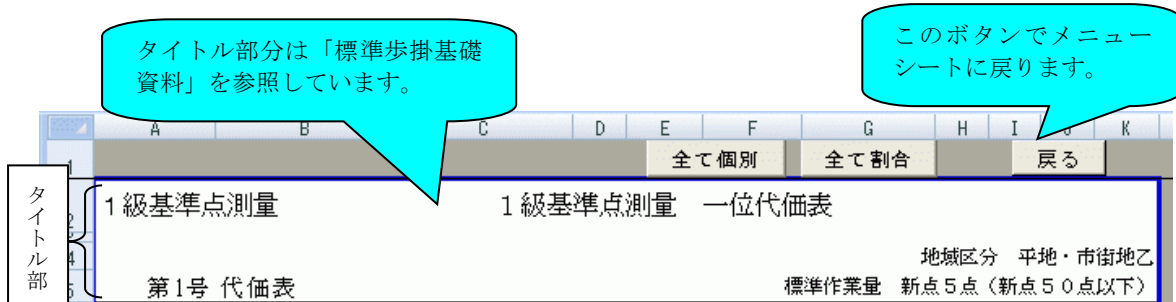 タイトル部分は「標準歩掛基礎
資料」を参照しています。
このボタンでメニュー
シートに戻ります。
A B C D E F G H I K
1 全て個別 全て割合 戻る
タイトル部
2 1級基準点測量 1級基準点測量 一位代価表
4 地域区分 平地・市街地乙
5 第1号 代価表 標準作業量 新点5点(新点50点以下)